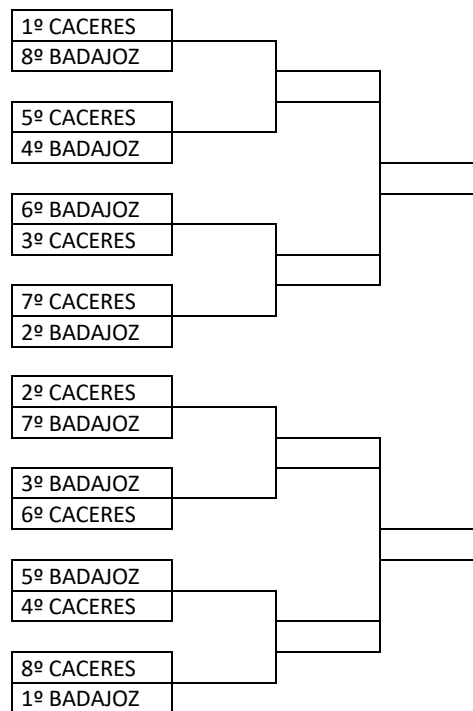 1º CACERES
8º BADAJOZ
5º CACERES
4º BADAJOZ
6º BADAJOZ
3º CACERES
7º CACERES
2º BADAJOZ
2º CACERES
7º BADAJOZ
3º BADAJOZ
6º CACERES
5º BADAJOZ
4º CACERES
8º CACERES
1º BADAJOZ